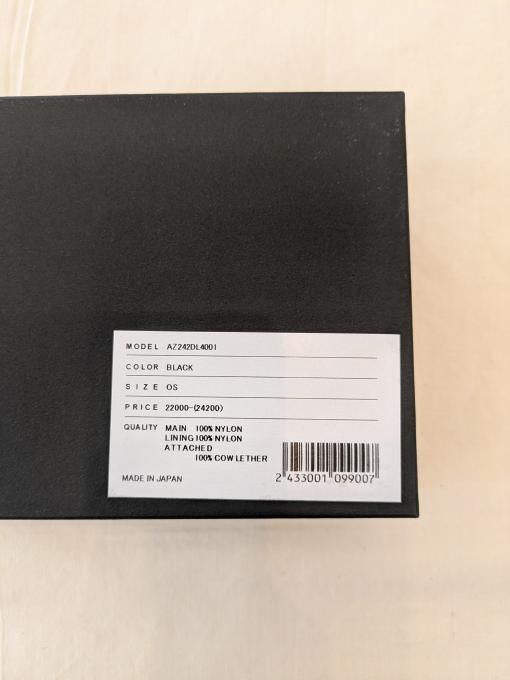 MODEL AZ242DL4001
COLOR BLACK
SIZE OS
PRICE 22000-(24200)
QUALITY MAIN 100% NYLON
LINING 100% NYLON
ATTACHED
100% COW LETHER
MADE IN JAPAN
2 433001 099007